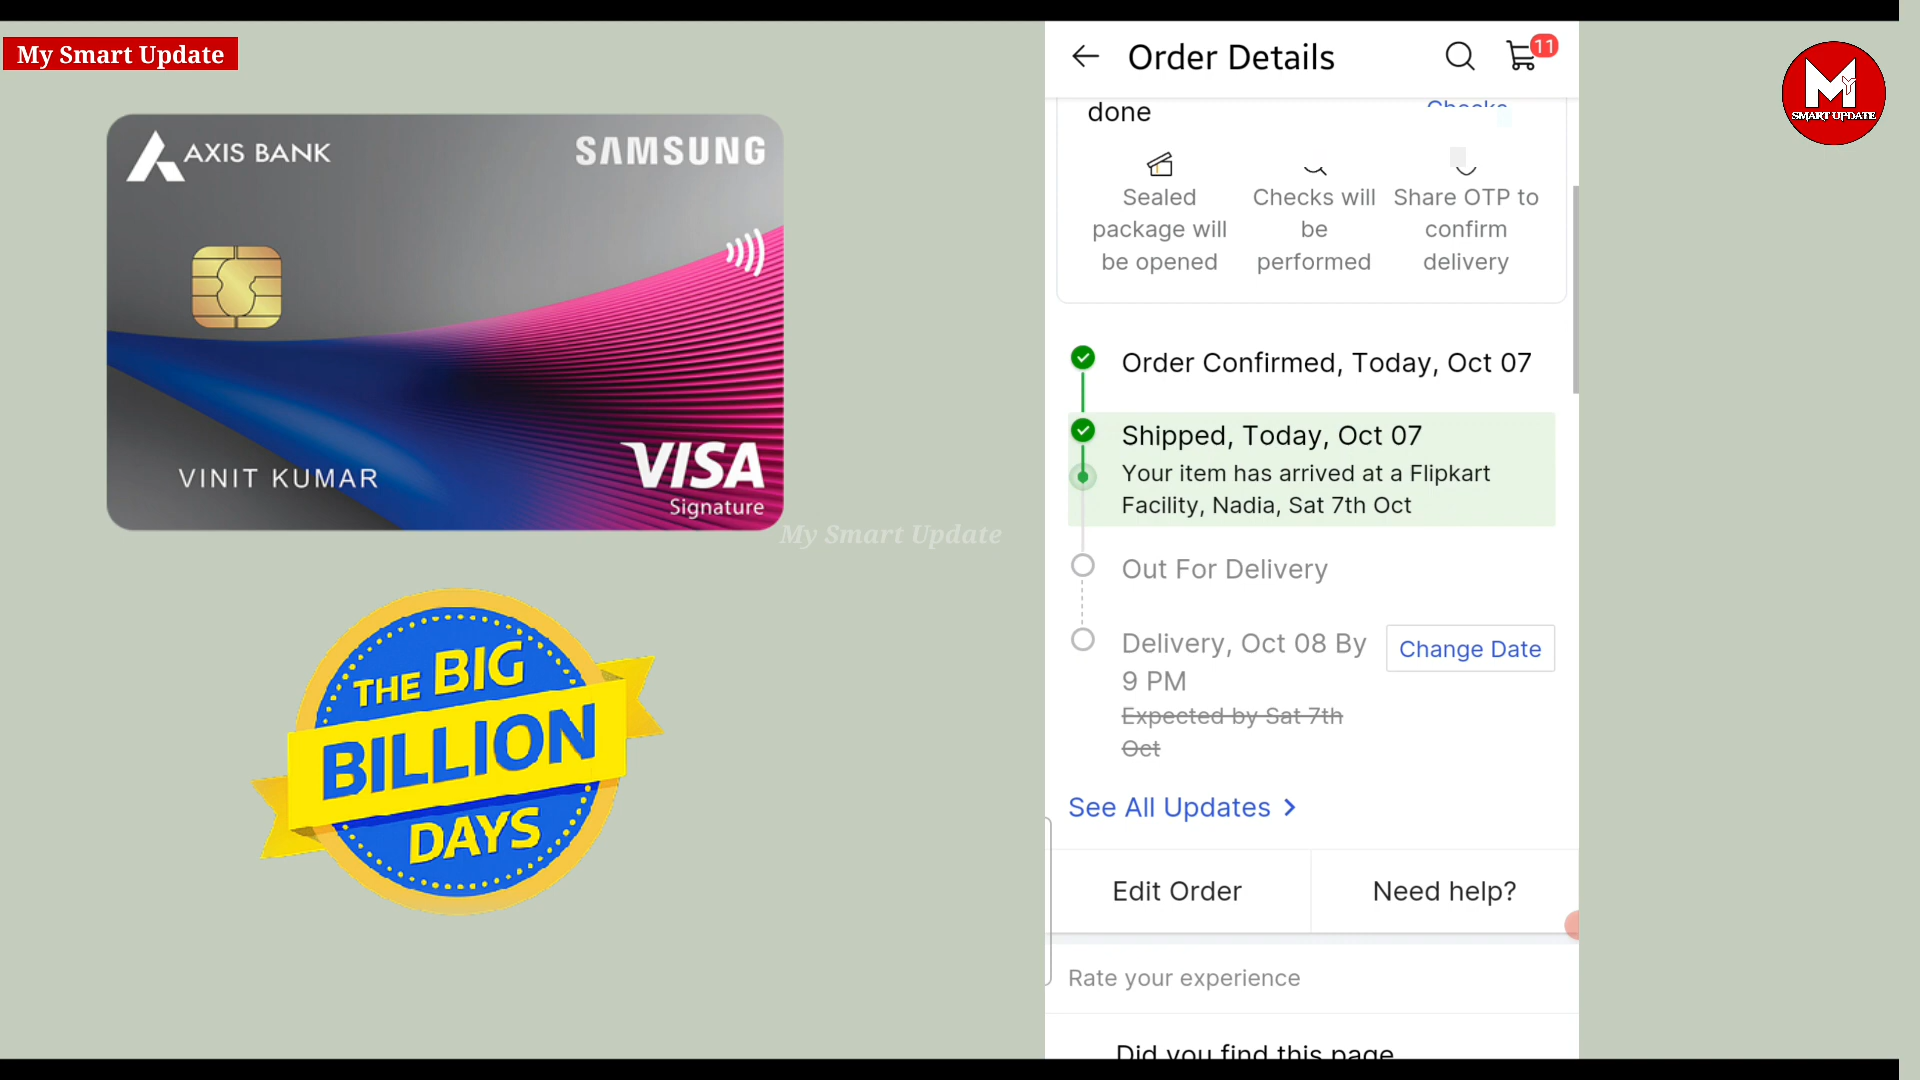 My Smart Update
AXIS BANK
SAMSUNG
VINIT KUMAR
VISA
Signature
My Smart Update
THE BIG
BILLION
DAYS
Order Details
11
done
Checks
Sealed
package will
be opened
Checks will
be
performed
Share OTP to
confirm
delivery
Order Confirmed, Today, Oct 07
Shipped, Today, Oct 07
Your item has arrived at a Flipkart
Facility, Nadia, Sat 7th Oct
Out For Delivery
Delivery, Oct 08 By
9 PM
Change Date
Expected by Sat 7th
Oct
See All Updates
Edit Order
Need help?
Rate your experience
Did you find this page
M
Y
SMART UPDATE